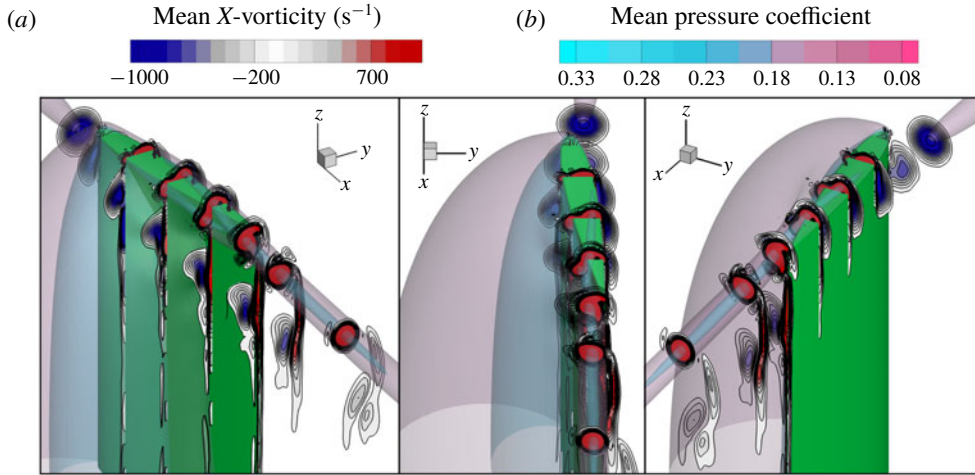 (a) Mean X-vorticity (s−1)
−1000 −200 700
(b) Mean pressure coefficient
0.33 0.28 0.23 0.18 0.13 0.08
z
y
x
z
y
x
z
y
x